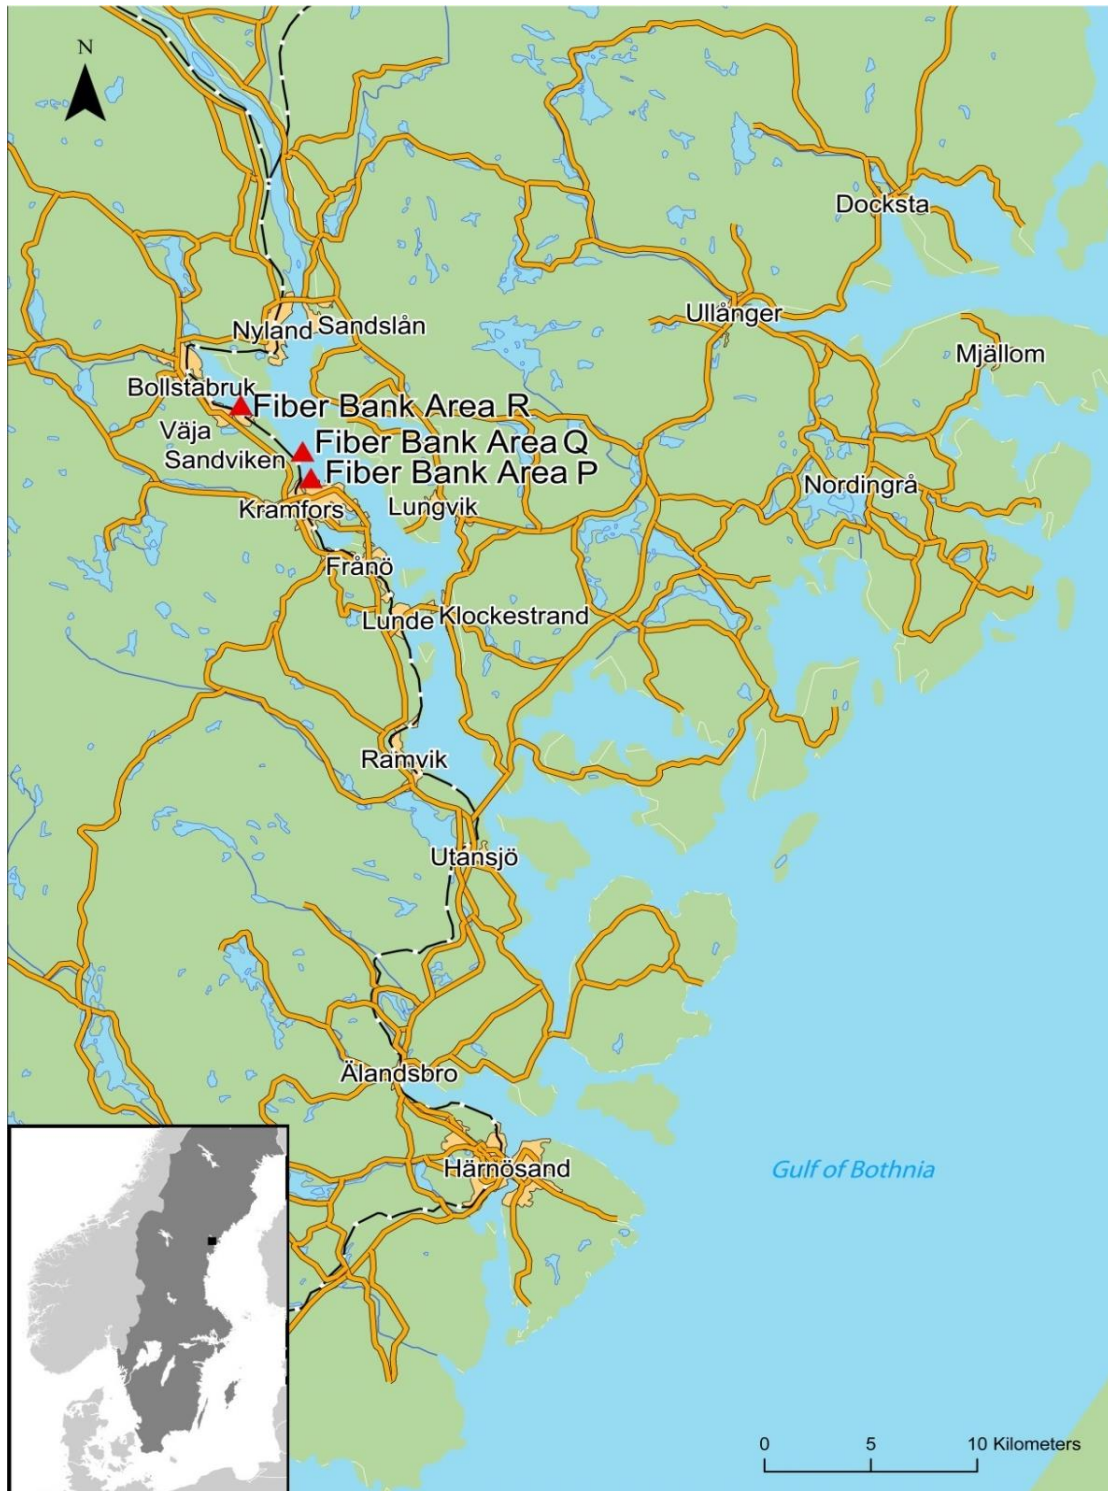 N
Docksta
Ullånger
Nyland
Sandslån
Mjällom
Bollstabruk
Fiber Bank Area R
Väja
Fiber Bank Area Q
Sandviken
Fiber Bank Area P
Nordingrå
Kramfors
Lungvik
Frånö
Lunde
Klockestrand
Ramvik
Utansjö
Älandsbro
Härnösand
Gulf of Bothnia
0 5 10 Kilometers